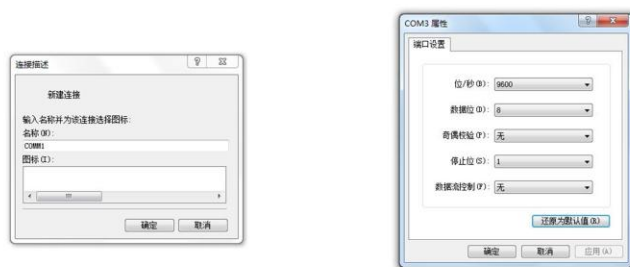 连接描述
新建连接
输入名称并为该连接选择图标:
名称(N):
COMM1
图标(I):
确定
取消
COM3 属性
端口设置
位/秒(B): 9600
数据位(D): 8
奇偶校验(P): 无
停止位(S): 1
数据流控制(F): 无
还原为默认值(R)
确定
取消
应用(A)